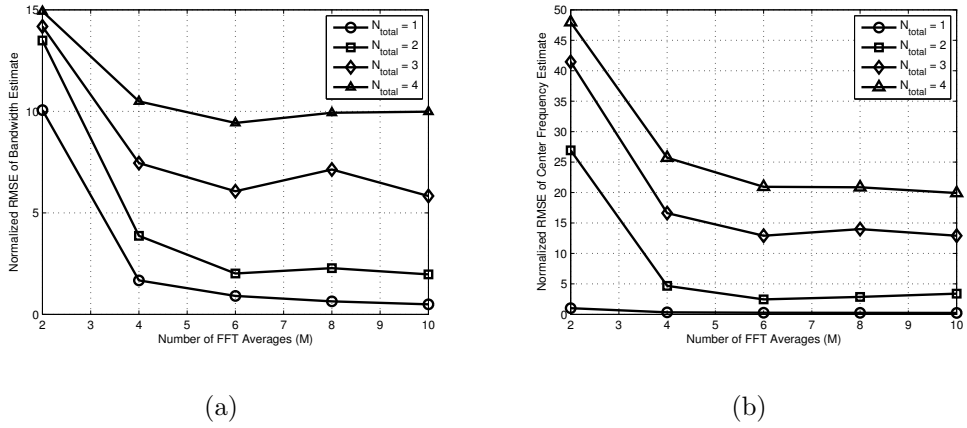 15
10
5
0
2 3 4 5 6 7 8 9 10
Number of FFT Averages (M)
Normalized RMSE of Bandwidth Estimate
N_total = 1
N_total = 2
N_total = 3
N_total = 4
(a)
50
45
40
35
30
25
20
15
10
5
0
2 3 4 5 6 7 8 9 10
Number of FFT Averages (M)
Normalized RMSE of Center Frequency Estimate
N_total = 1
N_total = 2
N_total = 3
N_total = 4
(b)